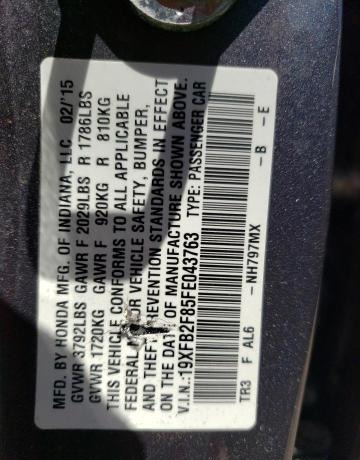 MFD. BY HONDA MFG. OF INDIANA, LLC 02/'15
GVWR 3792LBS GAWR F 2029LBS R 1786LBS
GVWR 1720KG GAWR F 920KG R 810KG
THIS VEHICLE CONFORMS TO ALL APPLICABLE
FEDERAL VEHICLE SAFETY, BUMPER,
AND THEFT PREVENTION STANDARDS IN EFFECT
ON THE DATE OF MANUFACTURE SHOWN ABOVE.
V.I.N.:19XFB2F85FE043763 TYPE: PASSENGER CAR
TR3 F AL6 -NH797MX -B -E